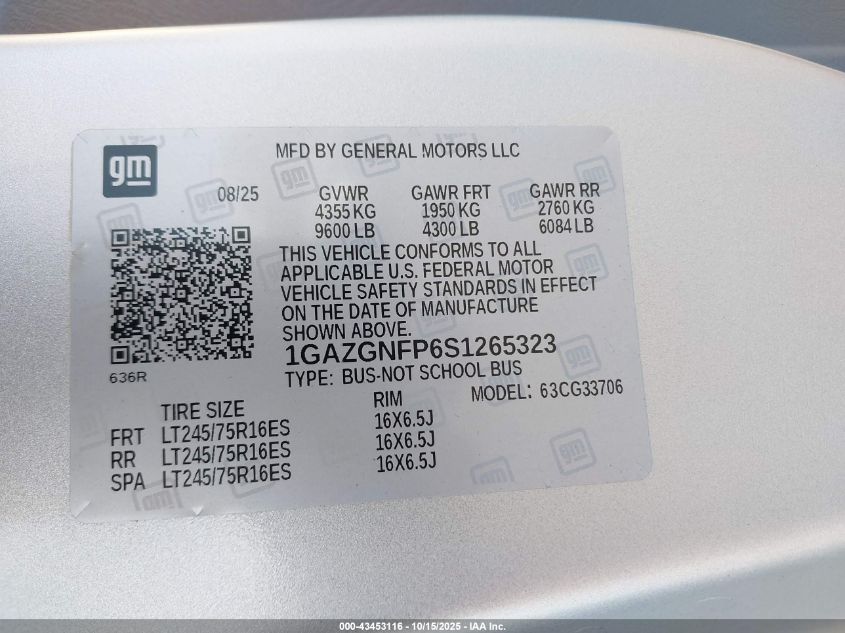 gm
MFD BY GENERAL MOTORS LLC
08/25
GVWR GAWR FRT GAWR RR
4355 KG 1950 KG 2760 KG
9600 LB 4300 LB 6084 LB
THIS VEHICLE CONFORMS TO ALL
APPLICABLE U.S. FEDERAL MOTOR
VEHICLE SAFETY STANDARDS IN EFFECT
ON THE DATE OF MANUFACTURE
SHOWN ABOVE.
1GAZGNFP6S1265323
636R
TYPE: BUS-NOT SCHOOL BUS
MODEL: 63CG33706
TIRE SIZE RIM
FRT LT245/75R16ES 16X6.5J
RR LT245/75R16ES 16X6.5J
SPA LT245/75R16ES 16X6.5J
000-43453116 - 10/15/2025 - IAA Inc.